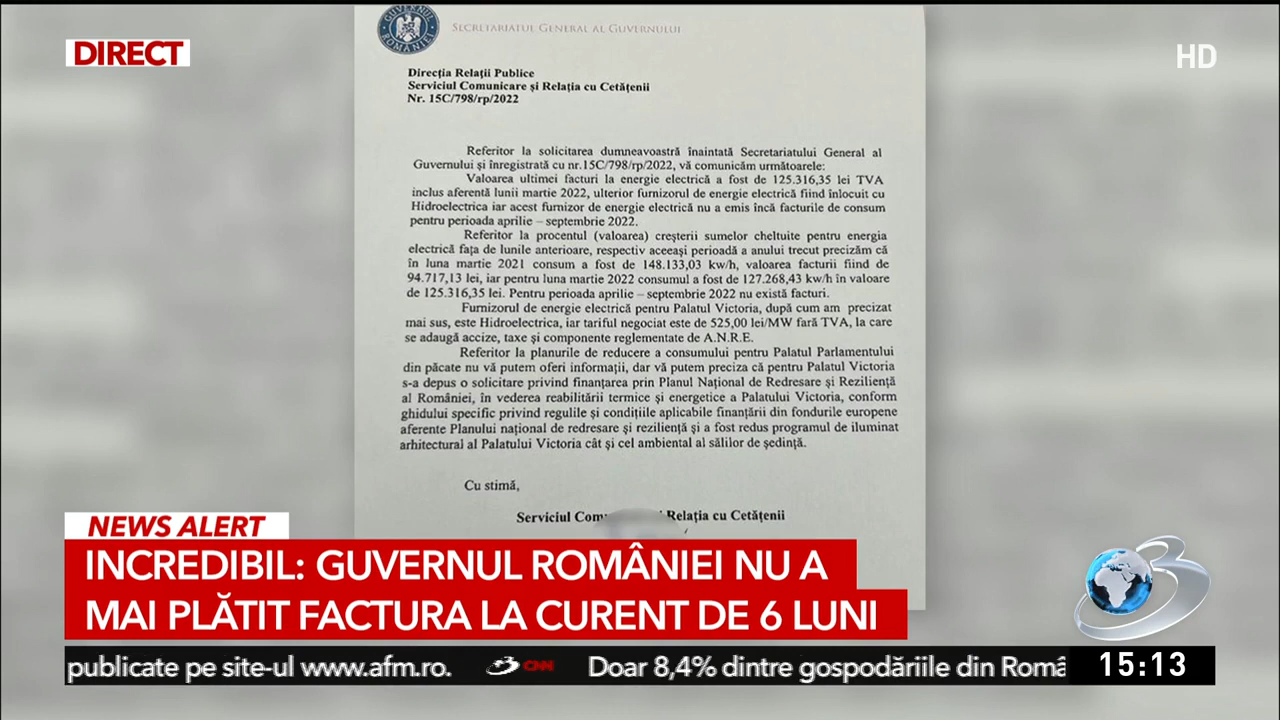 DIRECT
HD
GUVERNUL ROMÂNIEI
SECRETARIATUL GENERAL AL GUVERNULUI
Direcția Relații Publice
Serviciul Comunicare și Relația cu Cetățenii
Nr. 15C/798/rp/2022
Referitor la solicitarea dumneavoastră înaintată Secretariatului General al
Guvernului și înregistrată cu nr.15C/798/rp/2022, vă comunicăm următoarele:
Valoarea ultimei facturi la energie electrică a fost de 125.316,35 lei TVA
inclus aferentă lunii martie 2022, ulterior furnizorul de energie electrică fiind înlocuit cu
Hidroelectrica iar acest furnizor de energie electrică nu a emis încă facturile de consum
pentru perioada aprilie – septembrie 2022.
Referitor la procentul (valoarea) creșterii sumelor cheltuite pentru energia
electrică fața de lunile anterioare, respectiv aceeași perioadă a anului trecut precizăm că
în luna martie 2021 consum a fost de 148.133,03 kw/h, valoarea facturii fiind de
94.717,13 lei, iar pentru luna martie 2022 consumul a fost de 127.268,43 kw/h în valoare
de 125.316,35 lei. Pentru perioada aprilie – septembrie 2022 nu există facturi.
Furnizorul de energie electrică pentru Palatul Victoria, după cum am precizat
mai sus, este Hidroelectrica, iar tariful negociat este de 525,00 lei/MW fară TVA, la care
se adaugă accize, taxe și componente reglementate de A.N.R.E.
Referitor la planurile de reducere a consumului pentru Palatul Parlamentului
din păcate nu vă putem oferi informații, dar vă putem preciza că pentru Palatul Victoria
s-a depus o solicitare privind finanțarea prin Planul Național de Redresare și Reziliență
al României, în vederea reabilitării termice și energetice a Palatului Victoria, conform
ghidului specific privind regulile și condițiile aplicabile finanțării din fondurile europene
aferente Planului național de redresare și reziliență și a fost redus programul de iluminat
arhitectural al Palatului Victoria cât și cel ambiental al sălilor de ședință.
Cu stimă,
Serviciul Com Relația cu Cetățenii
NEWS ALERT
INCREDIBIL: GUVERNUL ROMÂNIEI NU A
MAI PLĂTIT FACTURA LA CURENT DE 6 LUNI
3
publicate pe site-ul www.afm.ro. 3 CNN Doar 8,4% dintre gospodăriile din Româ 15:13